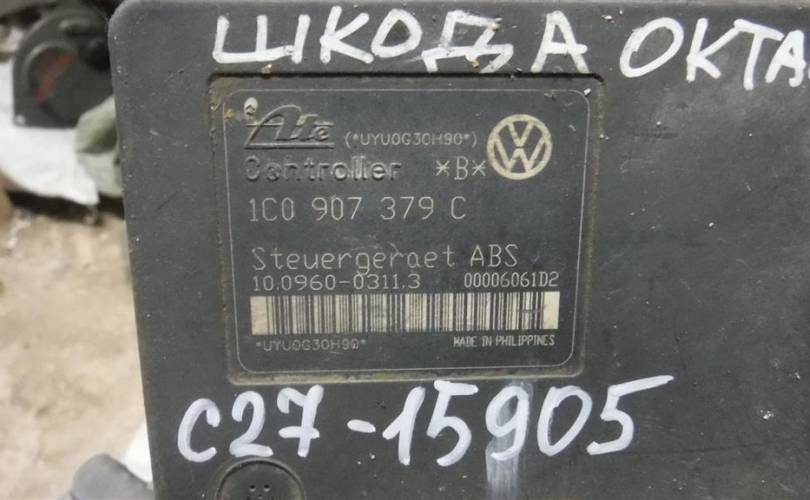 ШКОДА ОКТА
Ate (*UYU0G30H90*)
Controller *B*
1C0 907 379 C
Steuergeraet ABS
10.0960-0311.3 00006061D2
*UYU0G30H90*
MADE IN PHILIPPINES
C27-15905